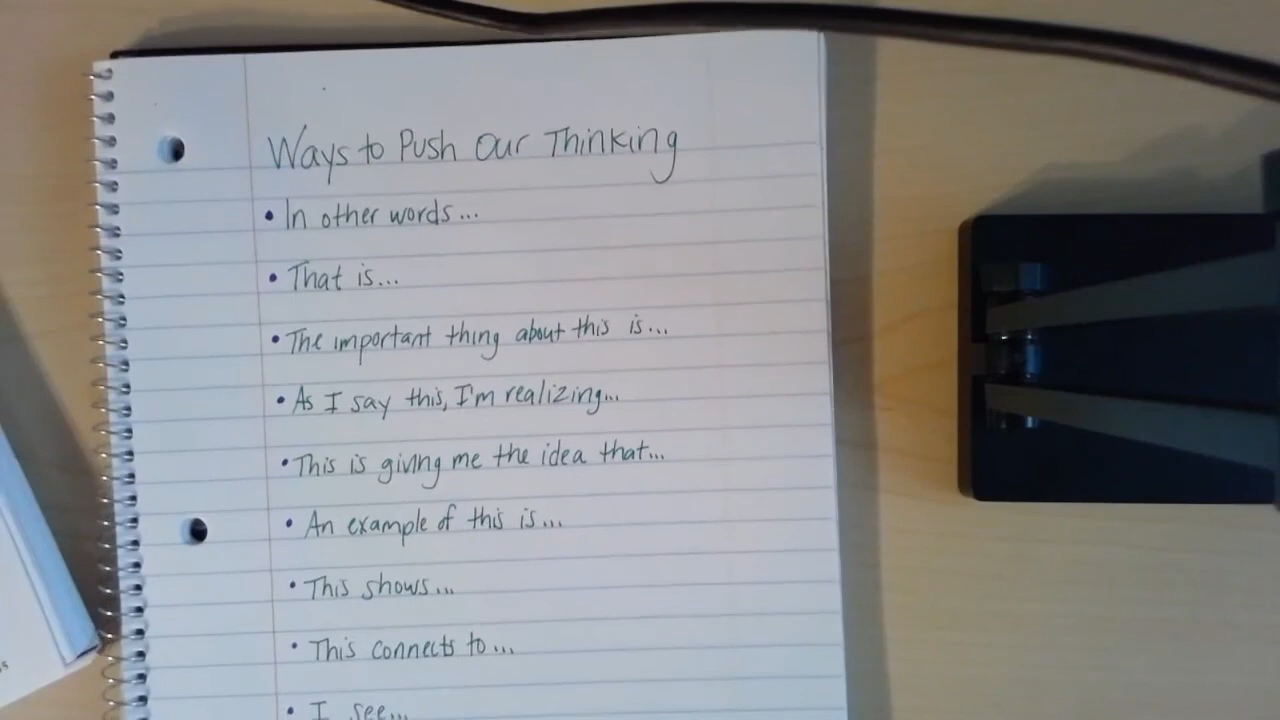 Ways to Push Our Thinking
• In other words...
• That is...
• The important thing about this is...
• As I say this, I'm realizing...
• This is giving me the idea that...
• An example of this is...
• This shows...
• This connects to...
• I see...